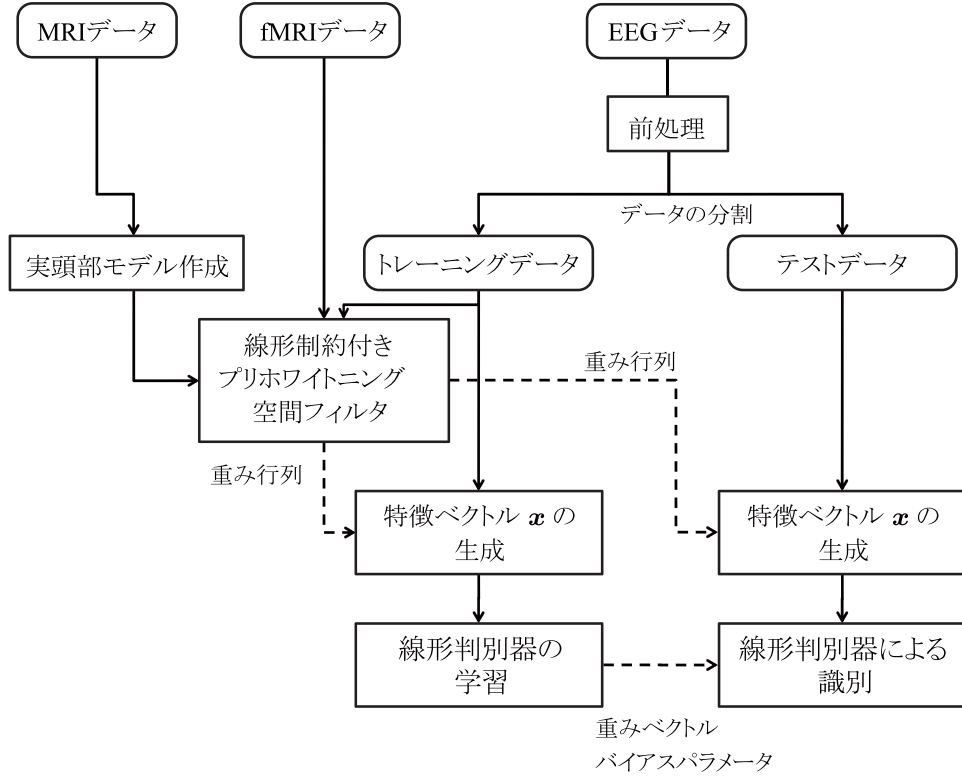 MRIデータ
fMRIデータ
EEGデータ
前処理
データの分割
実頭部モデル作成
トレーニングデータ
テストデータ
線形制約付き
プリホワイトニング
空間フィルタ
重み行列
重み行列
特徴ベクトル x の
生成
特徴ベクトル x の
生成
線形判別器の
学習
線形判別器による
識別
重みベクトル
バイアスパラメータ